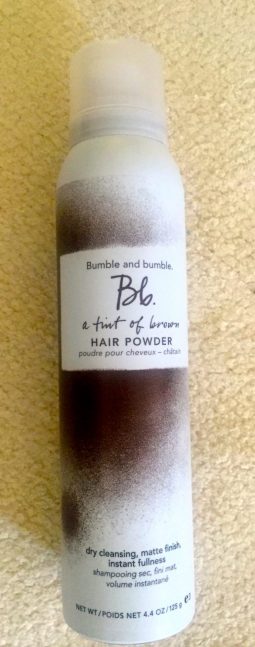 Bumble and bumble.
Bb.
a tint of brown
HAIR POWDER
poudre pour cheveux – châtain
dry cleansing, matte finish,
instant fullness
shampooing sec, fini mat,
volume instantané
NET WT/POIDS NET 4.4 OZ/125 g ℮